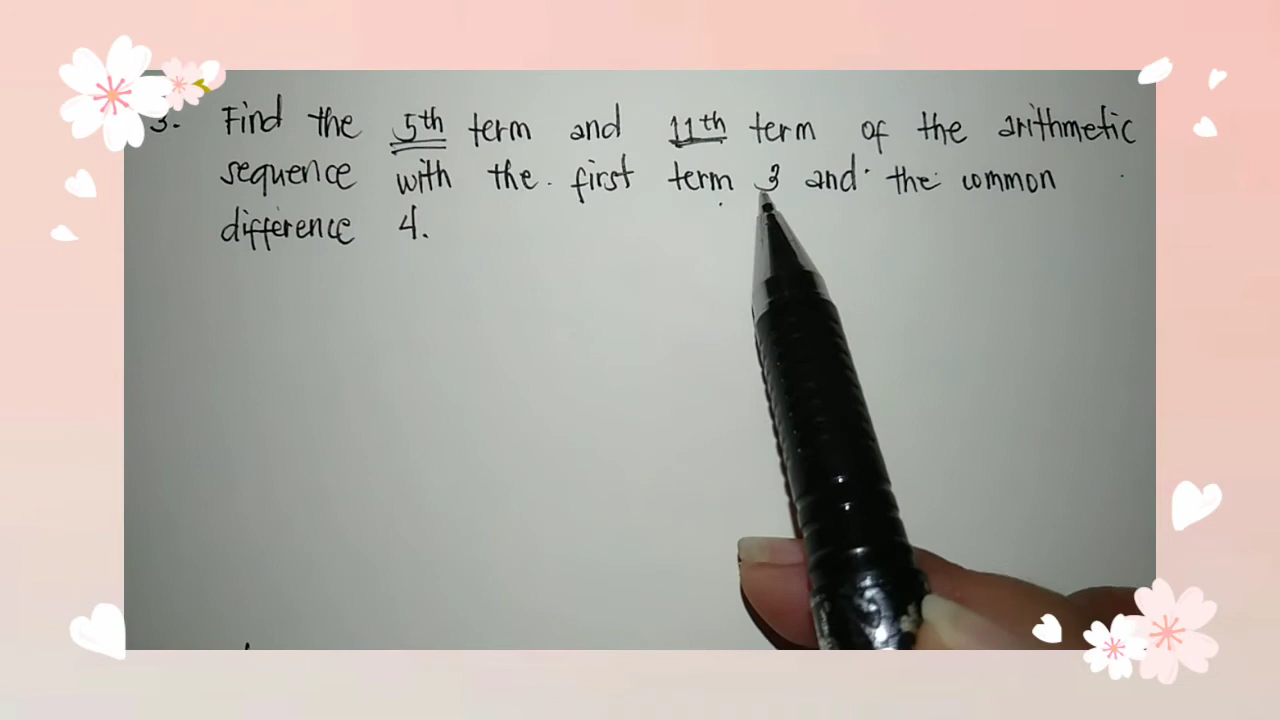 3. Find the 5th term and 11th term of the arithmetic
sequence with the first term 3 and the common
difference 4.